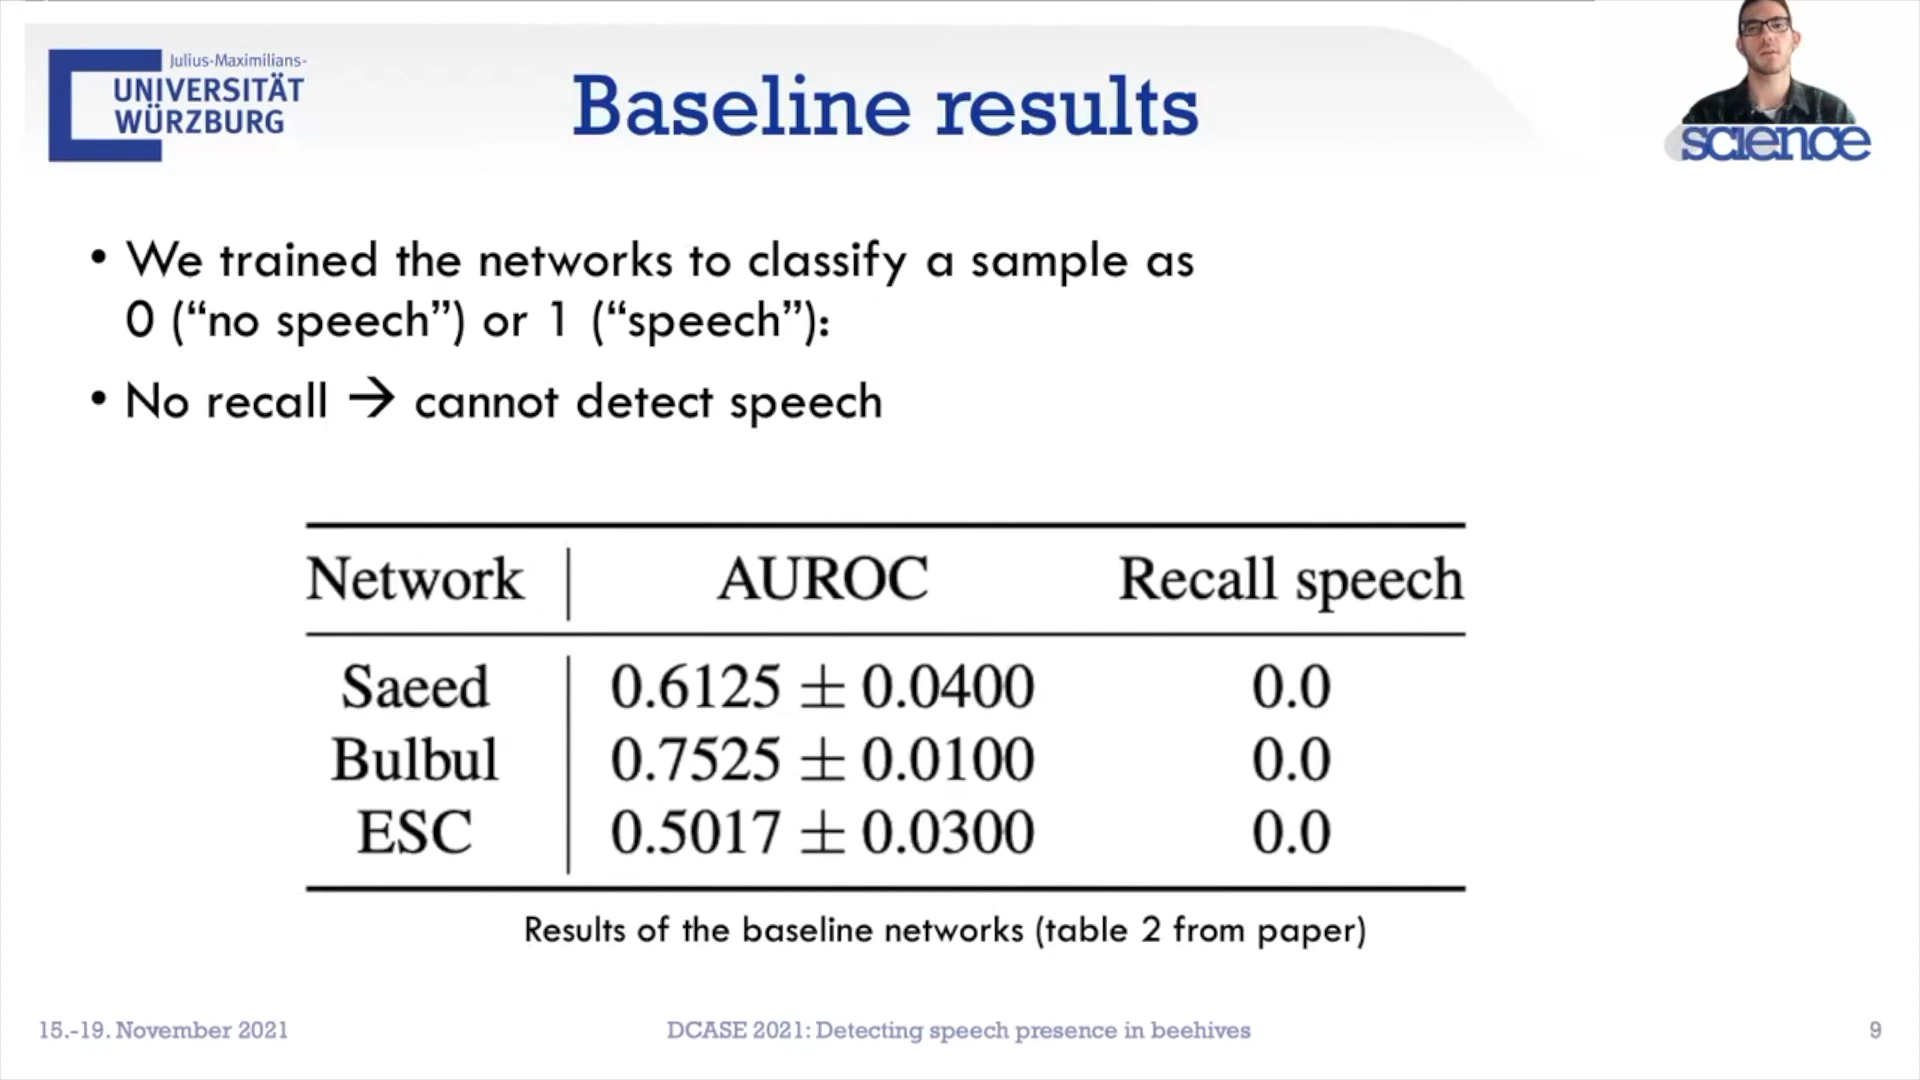 Julius-Maximilians-
UNIVERSITÄT
WÜRZBURG
Baseline results
science
• We trained the networks to classify a sample as
0 (“no speech”) or 1 (“speech”):
• No recall → cannot detect speech
Network AUROC Recall speech
Saeed 0.6125 ± 0.0400 0.0
Bulbul 0.7525 ± 0.0100 0.0
ESC 0.5017 ± 0.0300 0.0
Results of the baseline networks (table 2 from paper)
15.-19. November 2021 DCASE 2021: Detecting speech presence in beehives 9